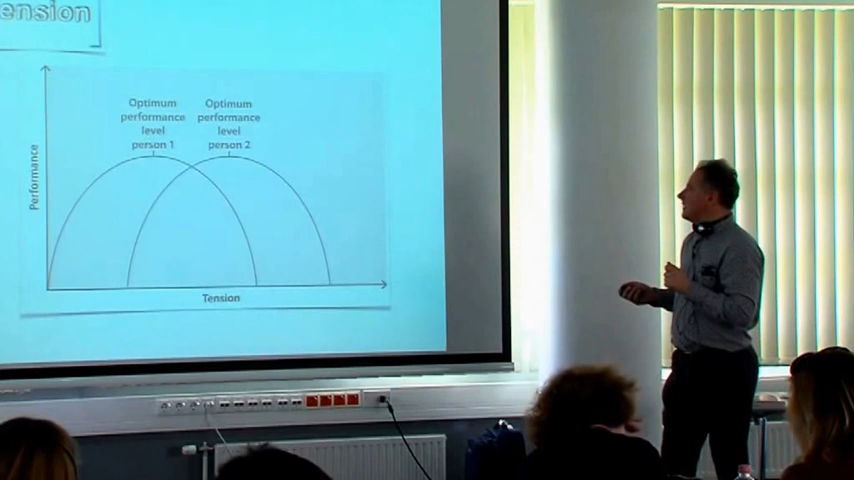 ension
Optimum
performance
level
person 1
Optimum
performance
level
person 2
Performance
Tension